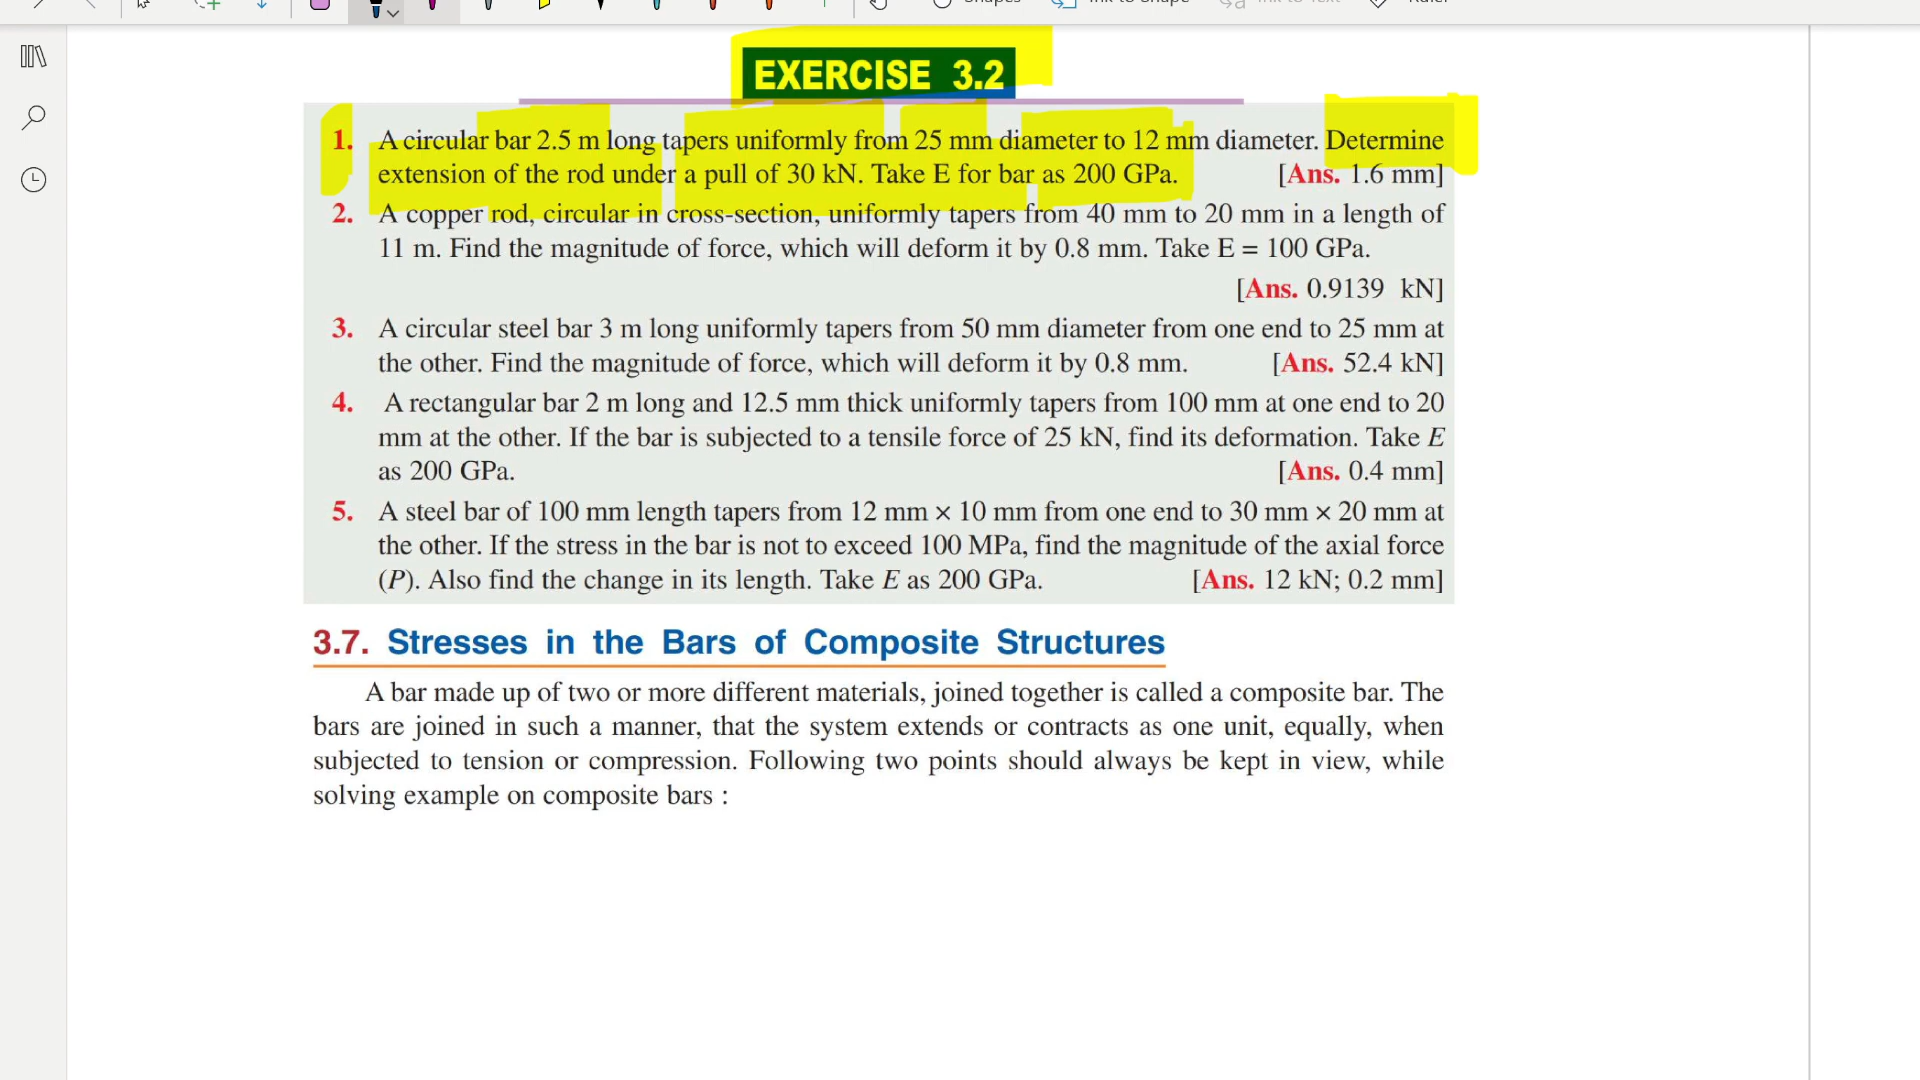 Shapes Ink to Shape Ink to Text Ruler
EXERCISE 3.2
1. A circular bar 2.5 m long tapers uniformly from 25 mm diameter to 12 mm diameter. Determine
extension of the rod under a pull of 30 kN. Take E for bar as 200 GPa. [Ans. 1.6 mm]
2. A copper rod, circular in cross-section, uniformly tapers from 40 mm to 20 mm in a length of
11 m. Find the magnitude of force, which will deform it by 0.8 mm. Take E = 100 GPa.
[Ans. 0.9139 kN]
3. A circular steel bar 3 m long uniformly tapers from 50 mm diameter from one end to 25 mm at
the other. Find the magnitude of force, which will deform it by 0.8 mm. [Ans. 52.4 kN]
4. A rectangular bar 2 m long and 12.5 mm thick uniformly tapers from 100 mm at one end to 20
mm at the other. If the bar is subjected to a tensile force of 25 kN, find its deformation. Take E
as 200 GPa. [Ans. 0.4 mm]
5. A steel bar of 100 mm length tapers from 12 mm × 10 mm from one end to 30 mm × 20 mm at
the other. If the stress in the bar is not to exceed 100 MPa, find the magnitude of the axial force
(P). Also find the change in its length. Take E as 200 GPa. [Ans. 12 kN; 0.2 mm]
3.7. Stresses in the Bars of Composite Structures
A bar made up of two or more different materials, joined together is called a composite bar. The
bars are joined in such a manner, that the system extends or contracts as one unit, equally, when
subjected to tension or compression. Following two points should always be kept in view, while
solving example on composite bars :